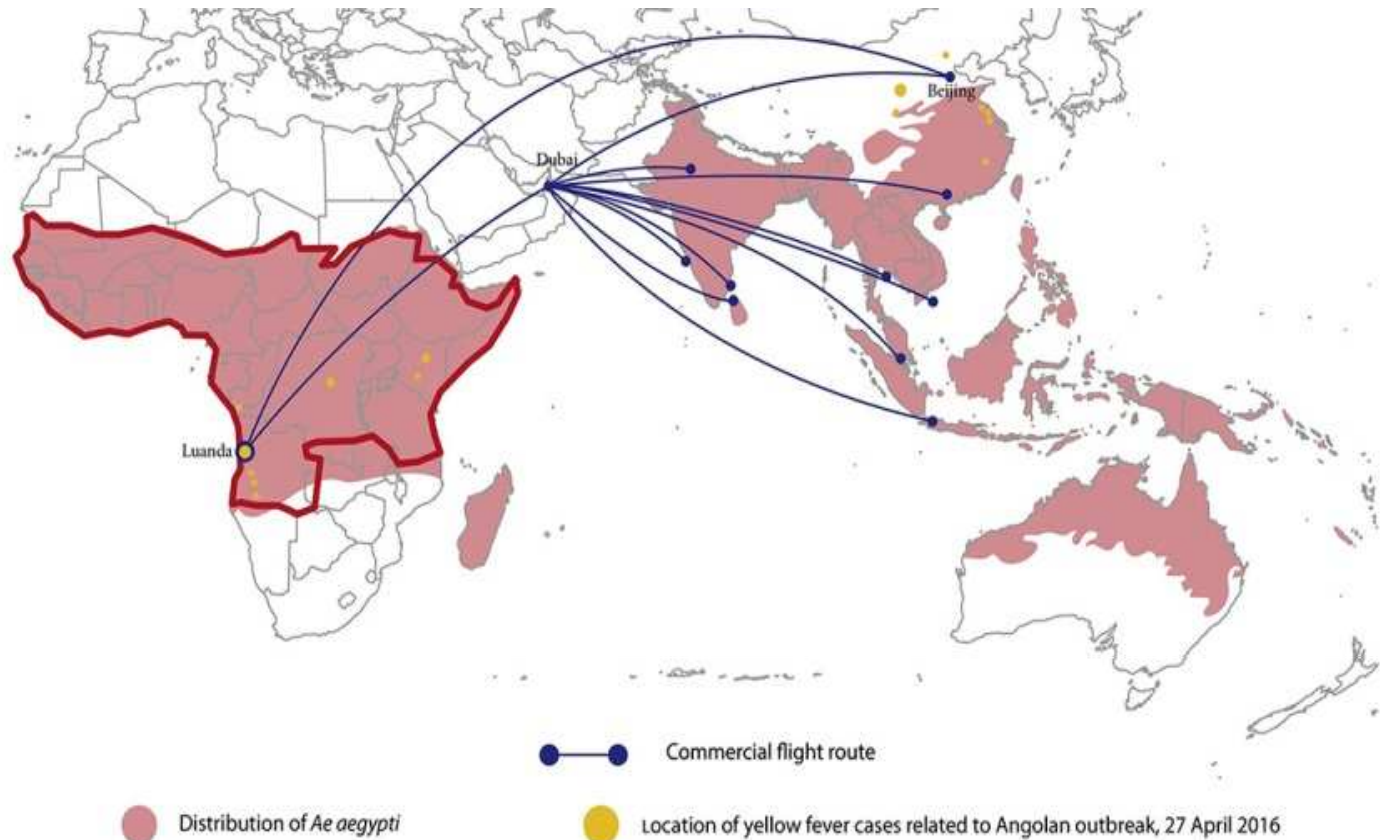 Beijing
Dubai
Luanda
Commercial flight route
Distribution of Ae aegypti
Location of yellow fever cases related to Angolan outbreak, 27 April 2016